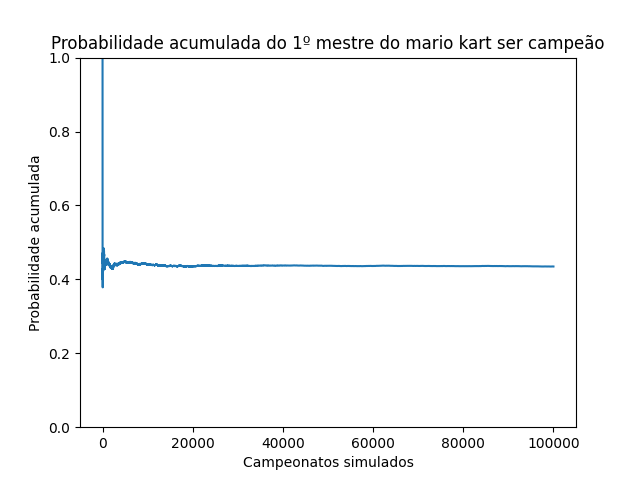 Probabilidade acumulada do 1º mestre do mario kart ser campeão
1.0
0.8
0.6
0.4
0.2
0.0
Probabilidade acumulada
0 20000 40000 60000 80000 100000
Campeonatos simulados